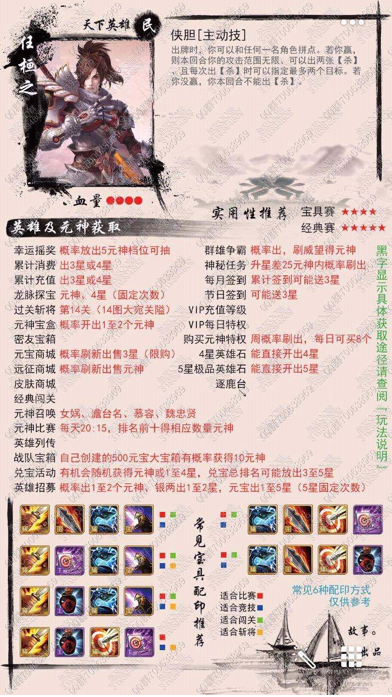 天下英雄 民
任栖之
侠胆[主动技]
出牌时，你可以和任何一名角色拼点。若你赢，
则本回合你的攻击范围无限、可以出两张【杀】
、且每次出【杀】时可以指定最多两个目标。若
你没赢，你本回合不能出【杀】。
血量
实用性推荐
宝具赛 ★★★★
经典赛 ★★★★★
英雄及元神获取
幸运摇奖 概率放出5元神档位可抽
累计消费 出3星或4星
累计充值 出3星或4星
龙脉探宝 元神、4星（固定次数）
过关斩将 第14关（14图大宛关隘）
元神宝盒 概率开出1至2个元神
密友宝箱
元宝商城 概率刷新出售3星（限购）
远征商城 概率刷新出售元神
皮肤商城
经典闯关
元神召唤 女娲、澹台名、慕容、魏忠贤
元神比赛 每天20:15，排名前十得相应数量元神
英雄列传
战队宝箱 自己创建的500元宝大宝箱有概率获得10元神
兑宝活动 有机会随机获得元神或1至4星，兑宝总排名可能放出3至5星
英雄招募 概率出1至2个元神、银两出1至2星，元宝出1至5星（5星固定次数）
群雄争霸 概率出，刷威望得元神
神秘任务 升星差25元神内概率刷出
每月签到 累计签到可能送3星
节日签到 可能送3星
VIP充值等级
VIP每日特权
购买元神特权 周概率刷出，每日可买8个
4星英雄石 能直接开出4星
5星极品英雄石 能直接开出5星
逐鹿台
黑字显示具体获取途径请查阅『玩法说明』
常见宝具配印推荐
适合比赛
适合竞技
适合闯关
适合斩将
常见6种配印方式
仅供参考
故事。
出品